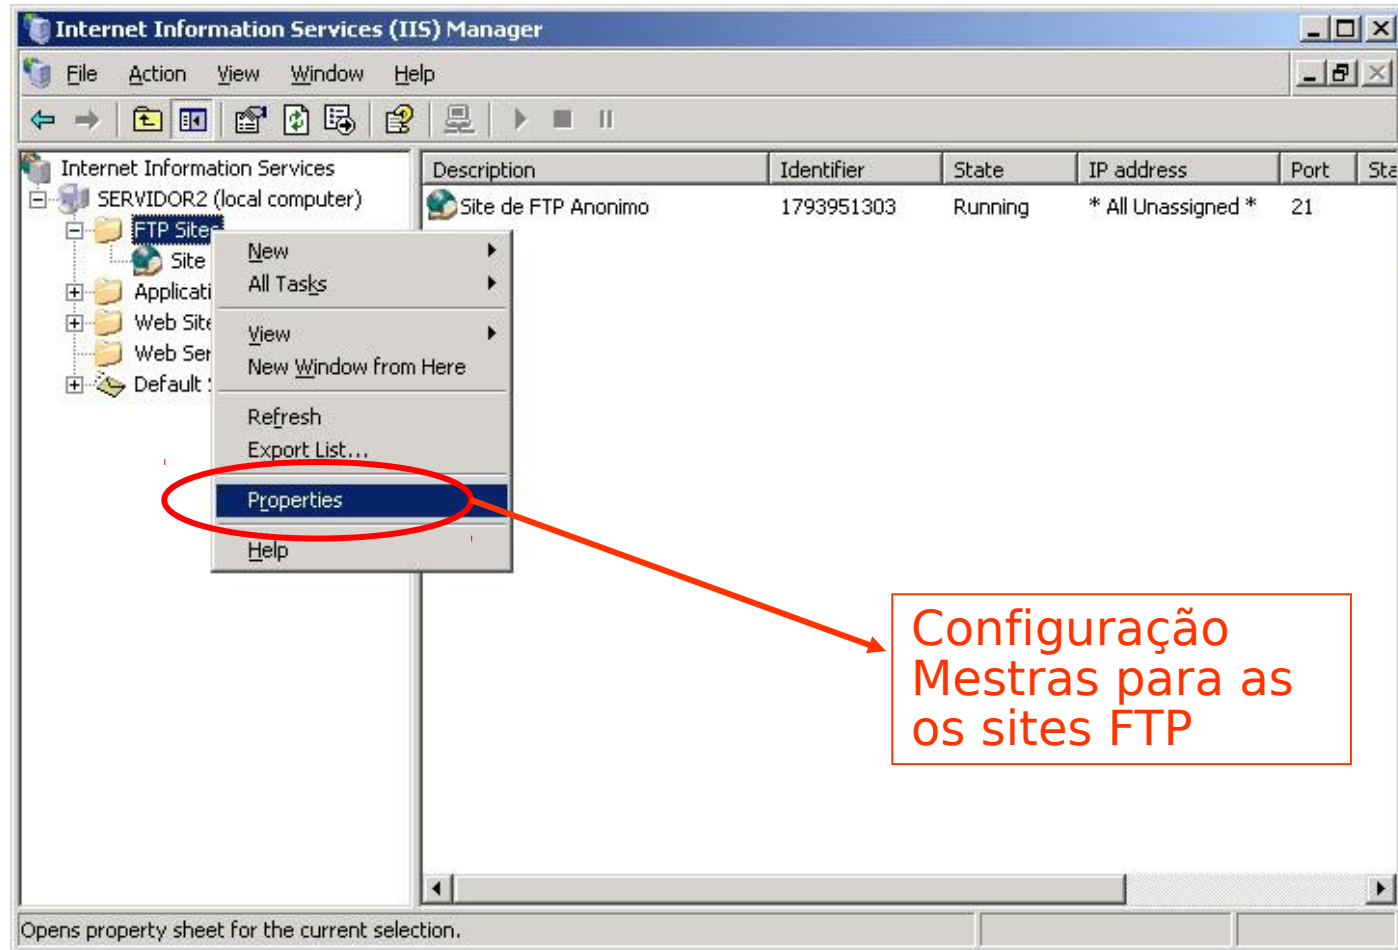 Internet Information Services (IIS) Manager
File Action View Window Help
Internet Information Services
SERVIDOR2 (local computer)
FTP Sites
Site
Applicati
Web Site
Web Ser
Default
Description Identifier State IP address Port Sta
Site de FTP Anonimo 1793951303 Running * All Unassigned * 21
New
All Tasks
View
New Window from Here
Refresh
Export List...
Properties
Help
Configuração
Mestras para as
os sites FTP
Opens property sheet for the current selection.